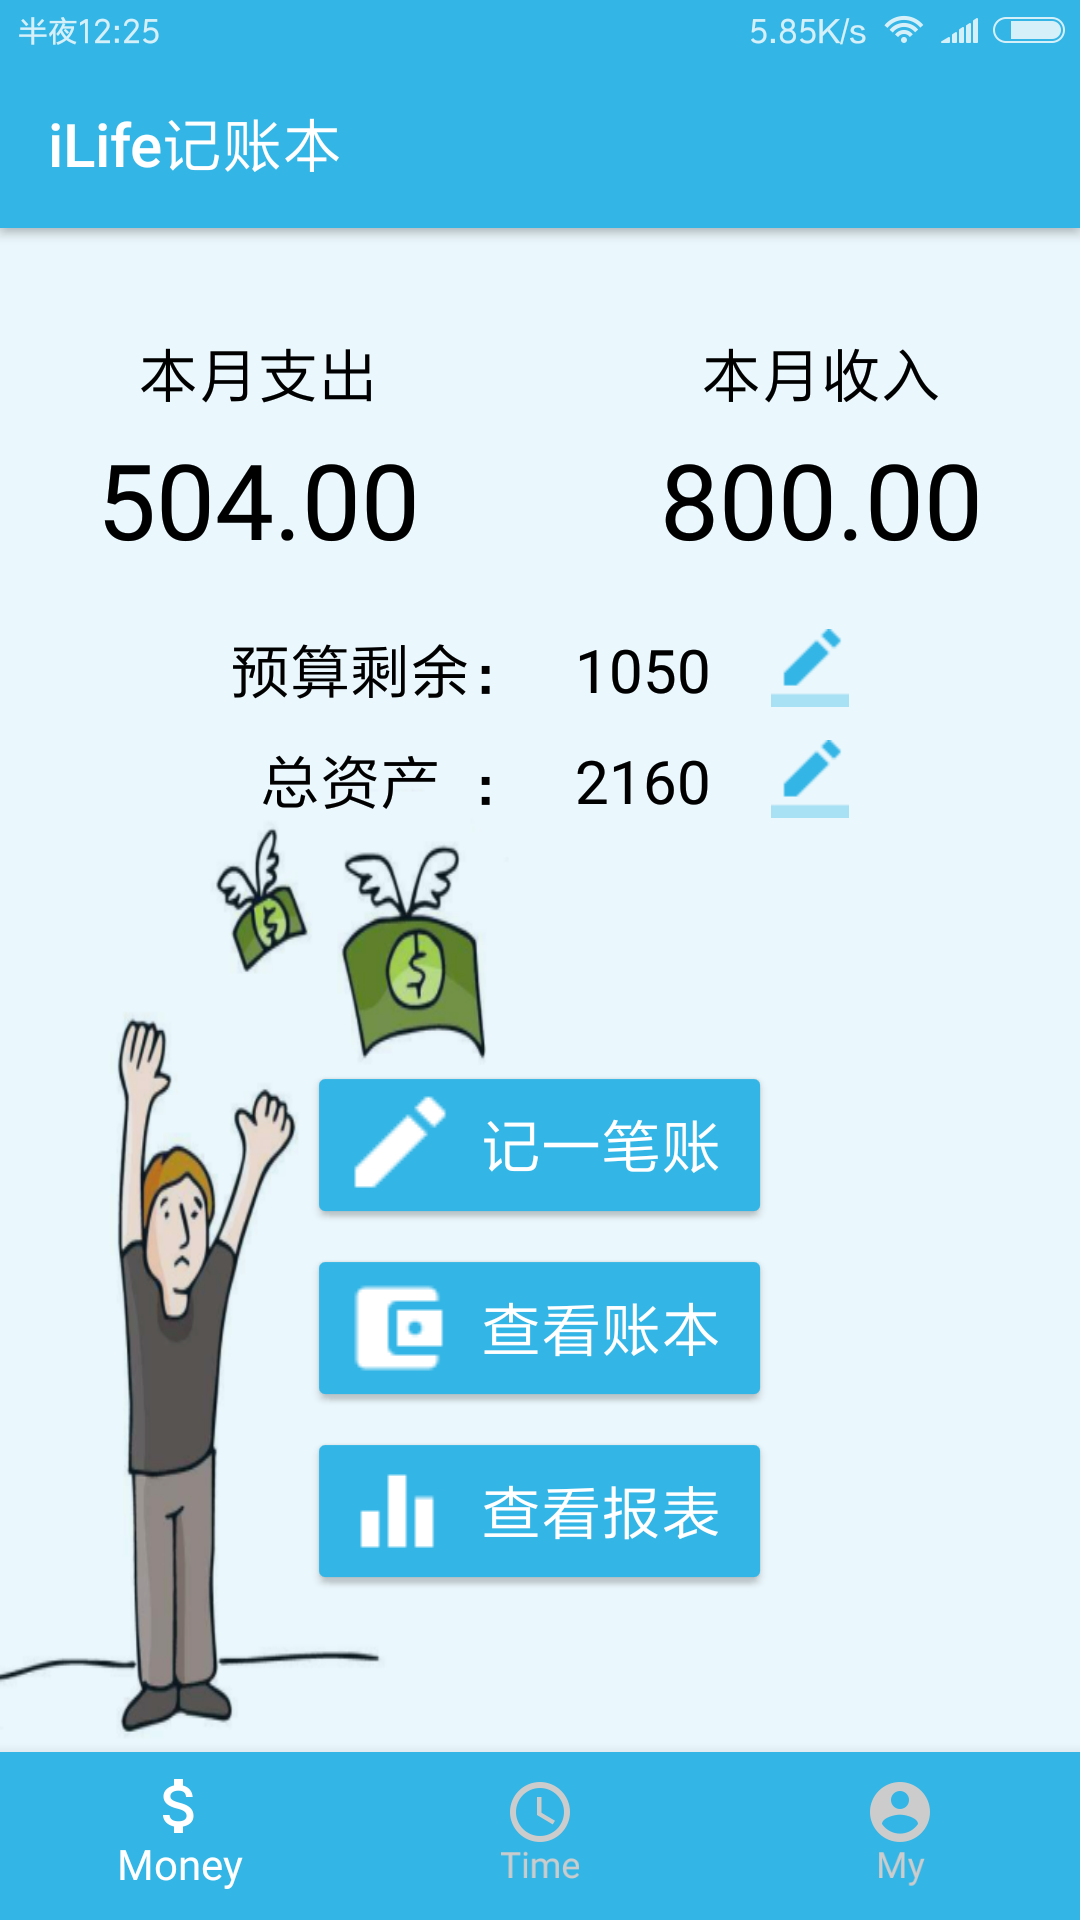 半夜12:25 5.85K/s
iLife记账本
本月支出 本月收入
504.00 800.00
预算剩余： 1050
总资产 ： 2160
记一笔账
查看账本
查看报表
Money Time My